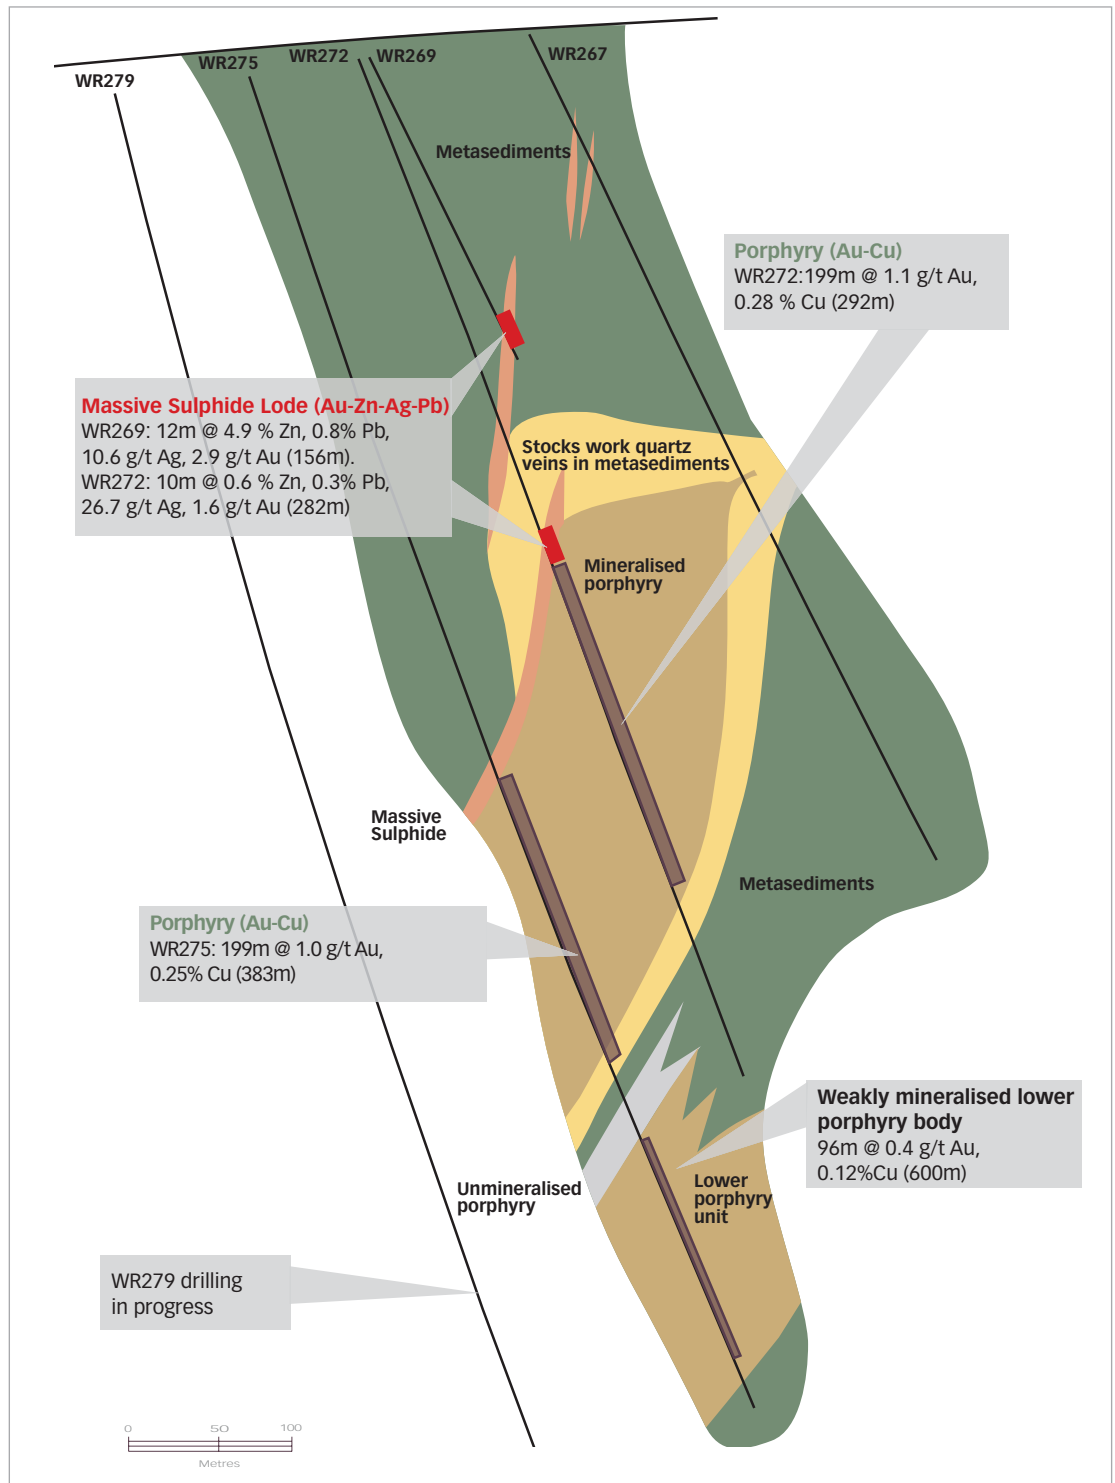 WR279
WR275
WR272
WR269
WR267
Metasediments
Porphyry (Au-Cu)
WR272:199m @ 1.1 g/t Au,
0.28 % Cu (292m)
Massive Sulphide Lode (Au-Zn-Ag-Pb)
WR269: 12m @ 4.9 % Zn, 0.8% Pb,
10.6 g/t Ag, 2.9 g/t Au (156m).
WR272: 10m @ 0.6 % Zn, 0.3% Pb,
26.7 g/t Ag, 1.6 g/t Au (282m)
Stocks work quartz
veins in metasediments
Mineralised
porphyry
Massive
Sulphide
Metasediments
Porphyry (Au-Cu)
WR275: 199m @ 1.0 g/t Au,
0.25% Cu (383m)
Weakly mineralised lower
porphyry body
96m @ 0.4 g/t Au,
0.12%Cu (600m)
Unmineralised
porphyry
Lower
porphyry
unit
WR279 drilling
in progress
0 50 100
Metres